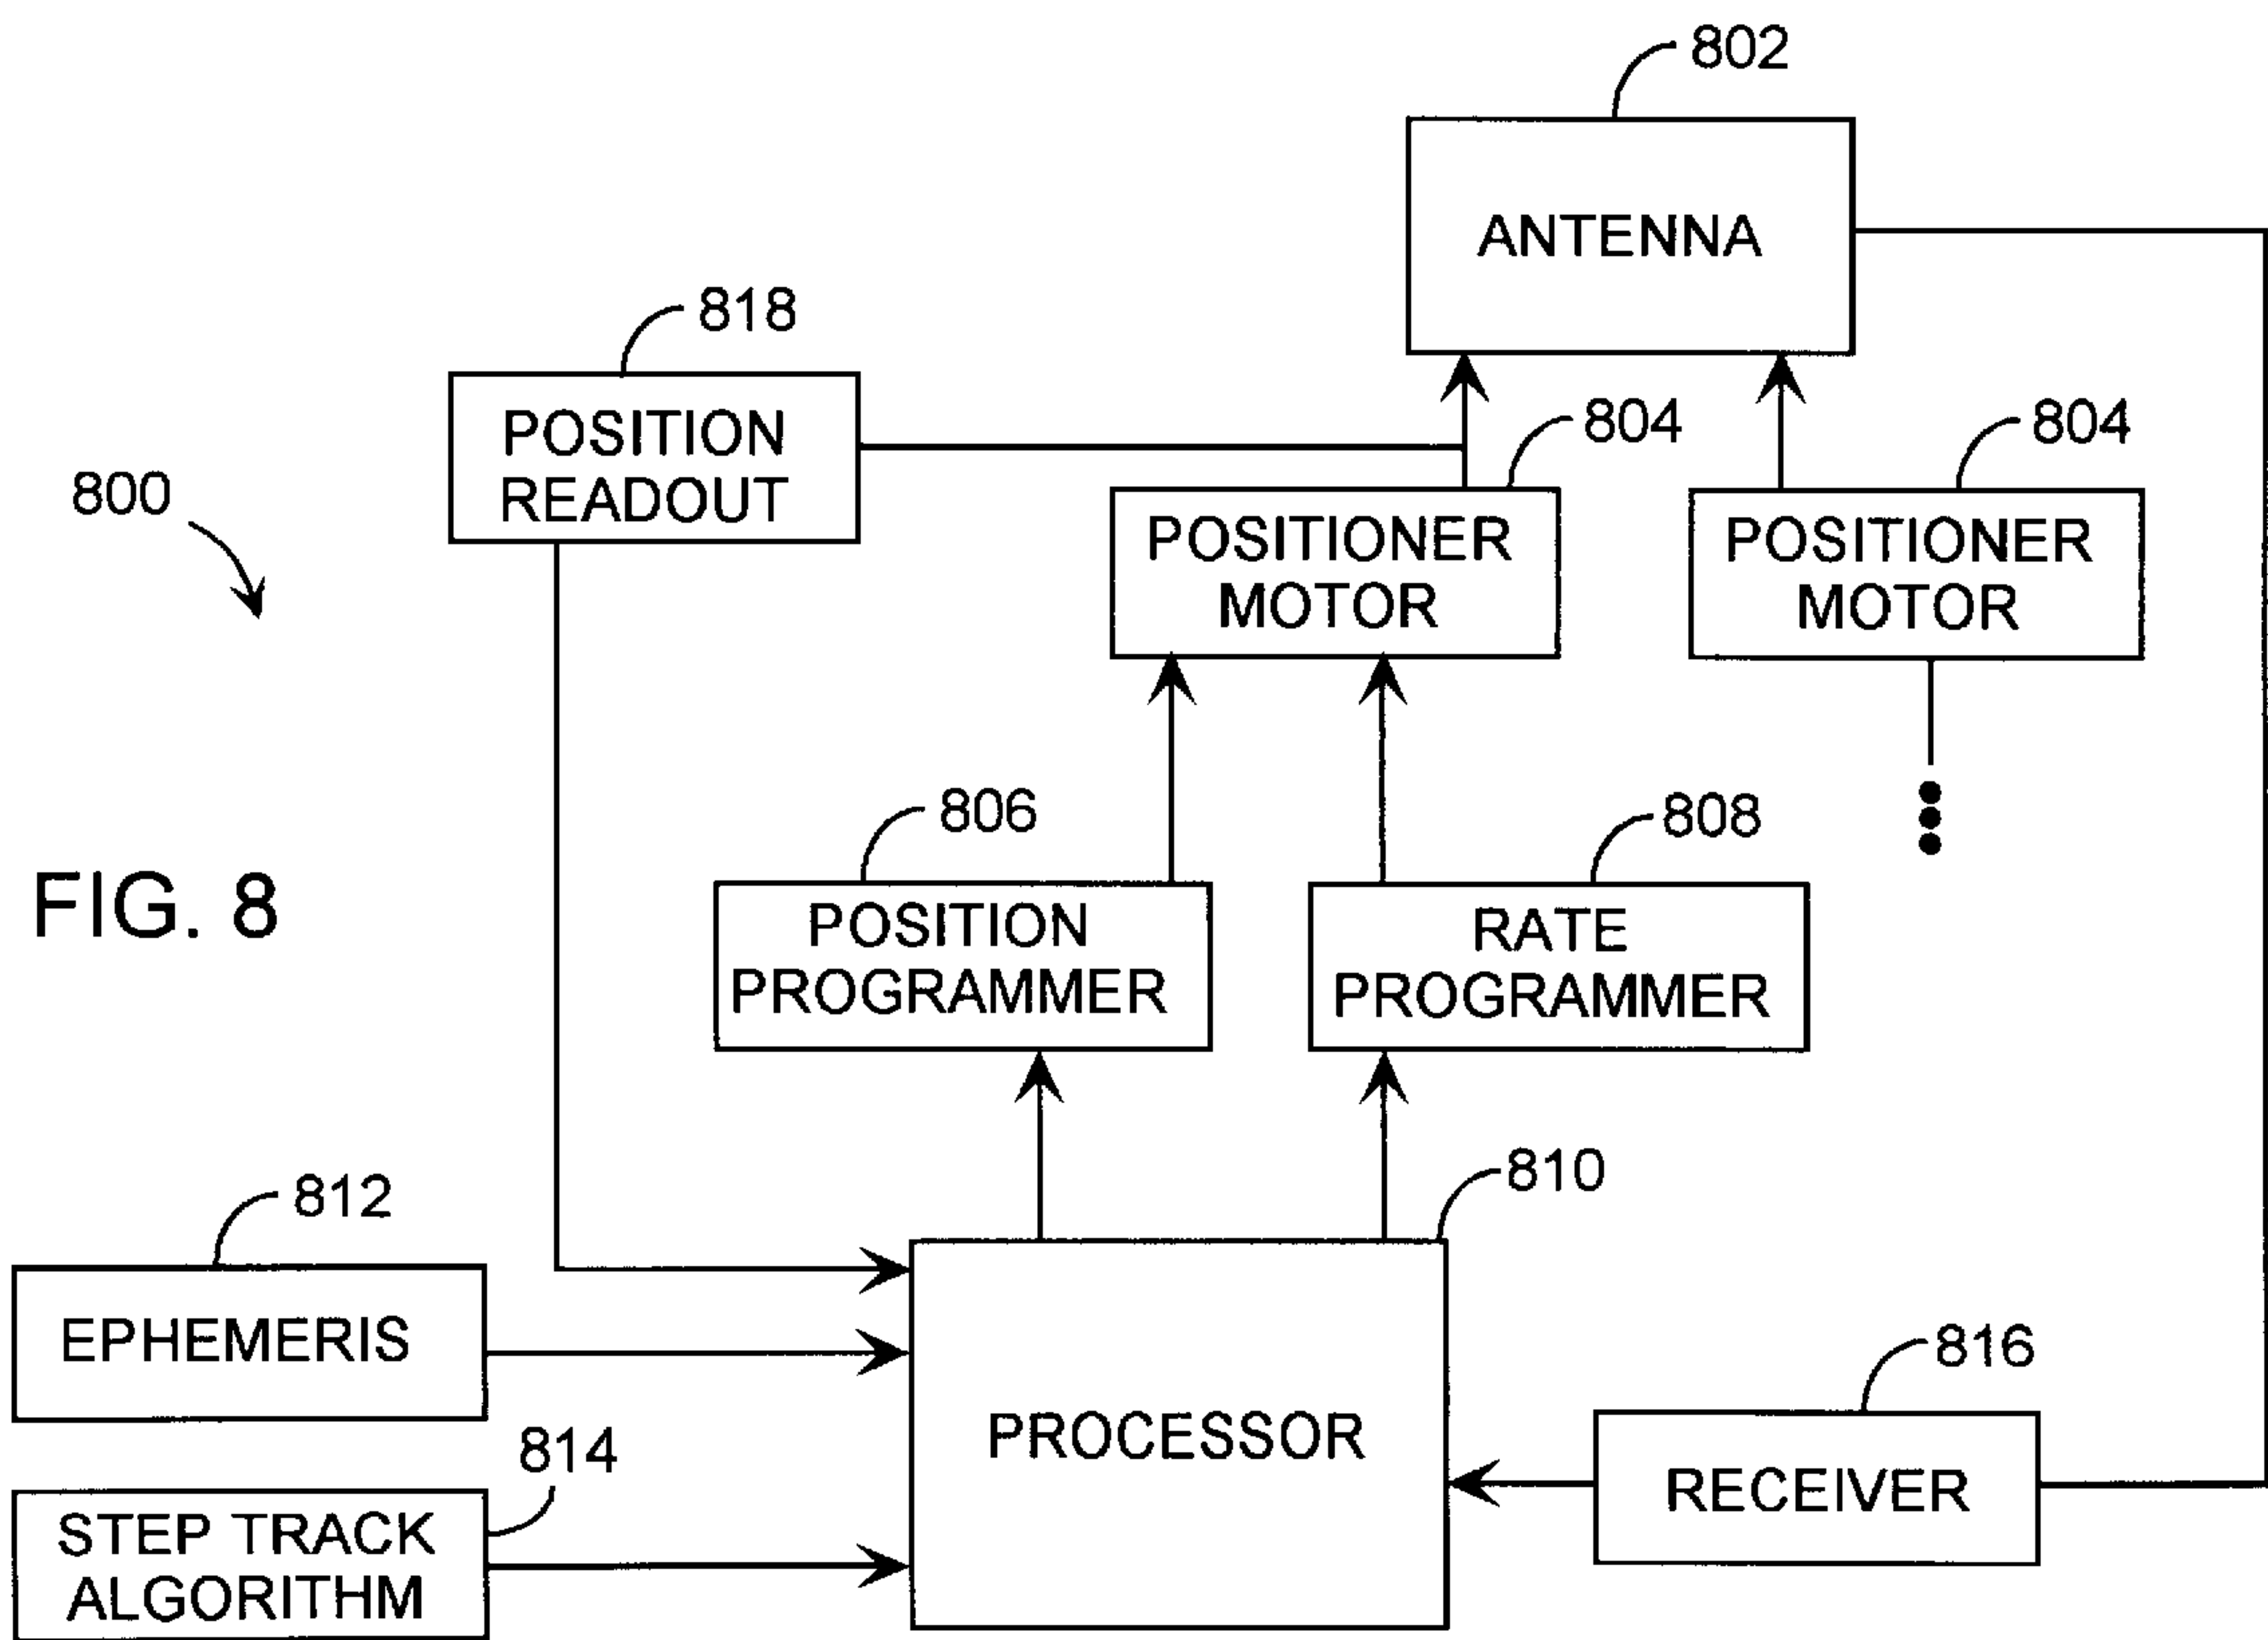 802
ANTENNA
818
POSITION
READOUT
804
804
800
POSITIONER
MOTOR
POSITIONER
MOTOR
806
808
FIG. 8
POSITION
PROGRAMMER
RATE
PROGRAMMER
810
812
EPHEMERIS
816
PROCESSOR
814
RECEIVER
STEP TRACK
ALGORITHM